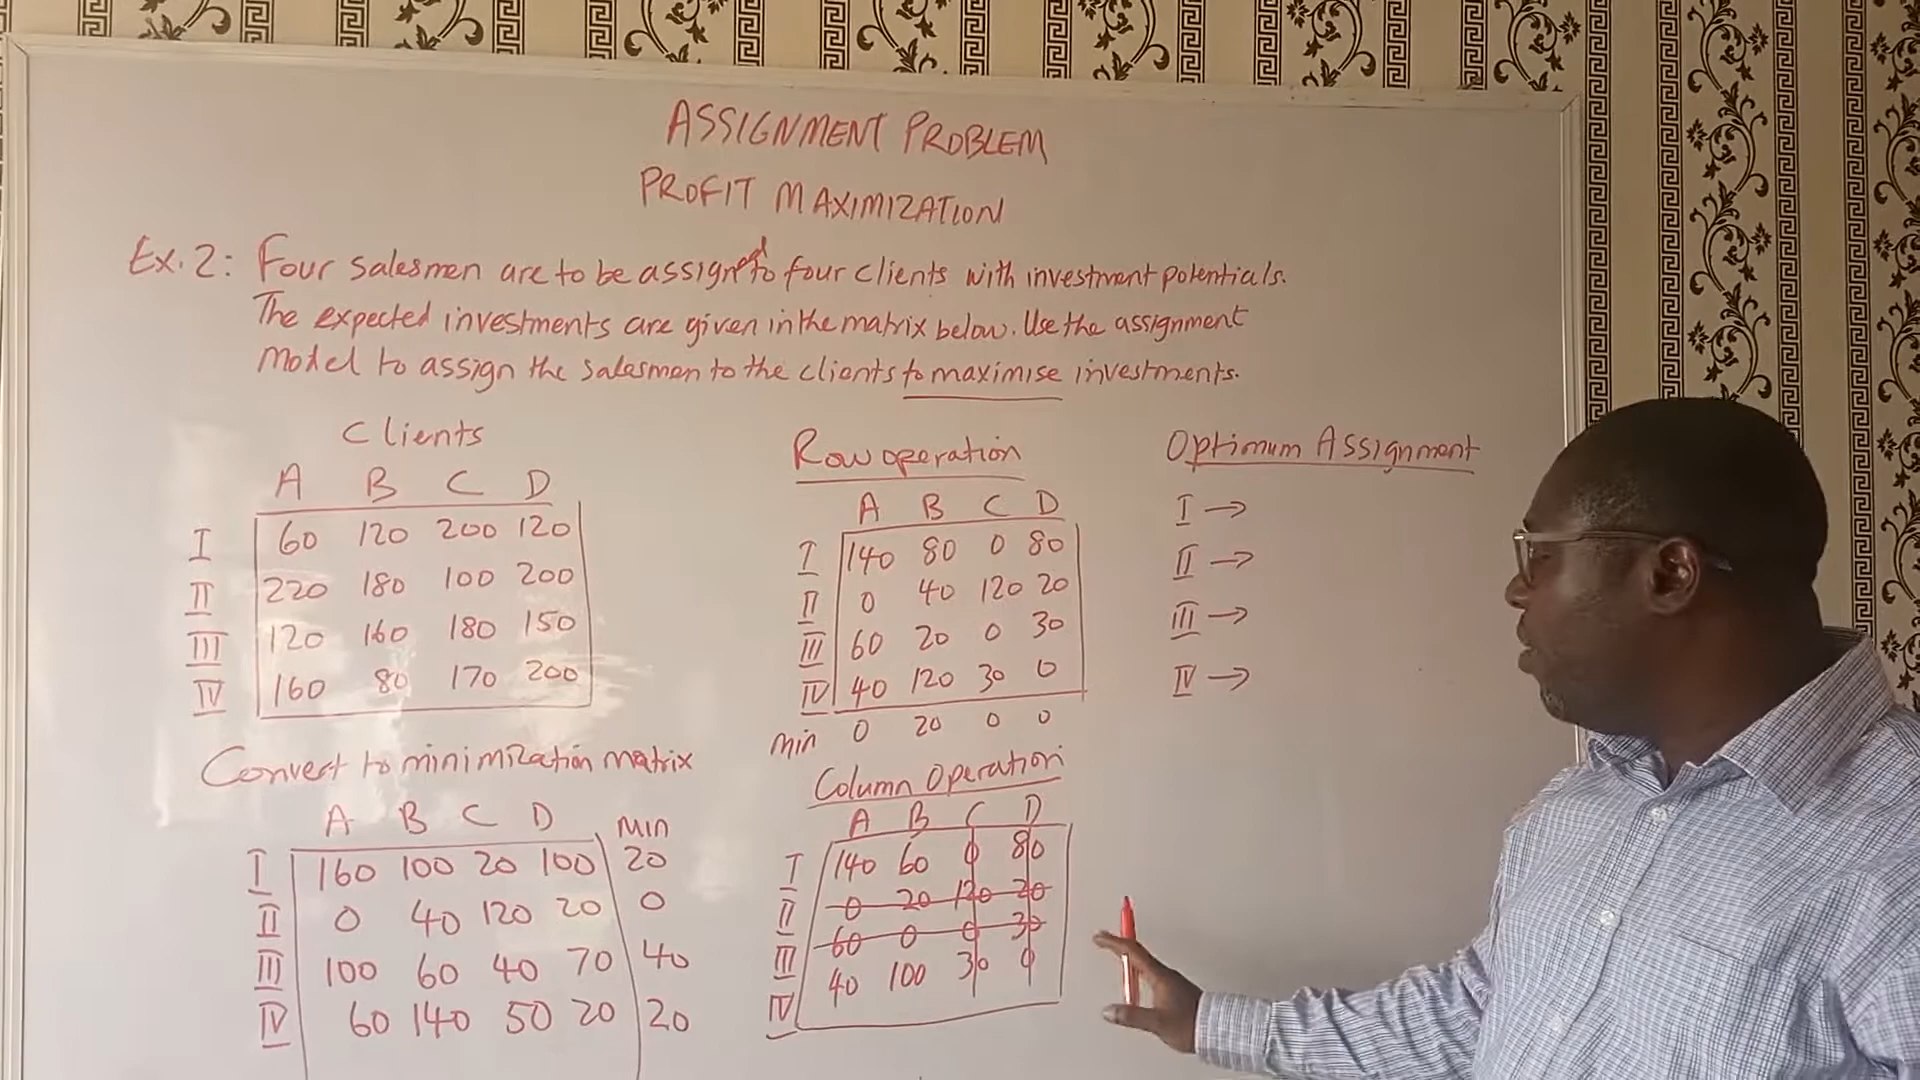 ASSIGNMENT PROBLEM
PROFIT MAXIMIZATION
Ex. 2: Four salesmen are to be assigned to four clients with investment potentials.
The expected investments are given in the matrix below. Use the assignment
Model to assign the salesmen to the clients to maximise investments.
Clients
A B C D
I 60 120 200 120
II 220 180 100 200
III 120 160 180 150
IV 160 80 170 200
Convert to minimization matrix
A B C D Min
I 160 100 20 100 20
II 0 40 120 20 0
III 100 60 40 70 40
IV 60 140 50 20 20
Row operation
A B C D
I 140 80 0 80
II 0 40 120 20
III 60 20 0 30
IV 40 120 30 0
min 0 20 0 0
Column Operation
A B C D
I 140 60 0 80
II 0 20 120 20
III 60 0 0 30
IV 40 100 30 0
Optimum Assignment
I →
II →
III →
IV →